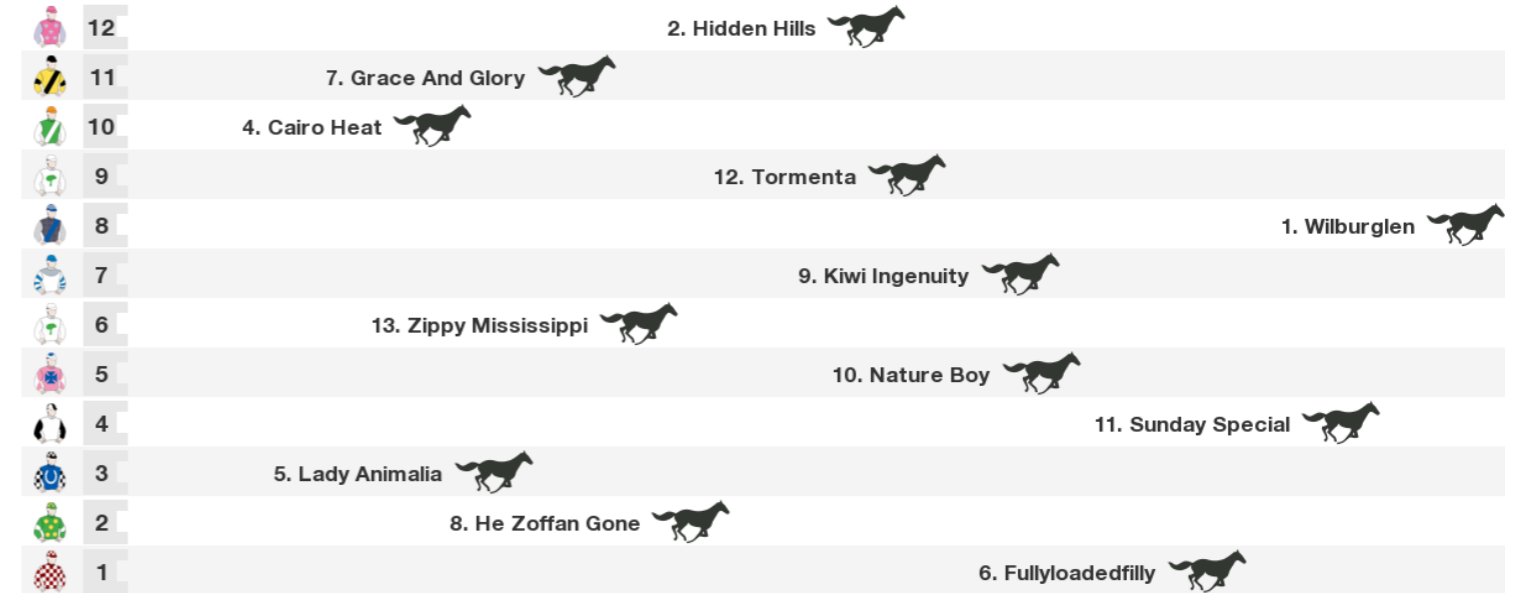 12 2. Hidden Hills
11 7. Grace And Glory
10 4. Cairo Heat
9 12. Tormenta
8 1. Wilburglen
7 9. Kiwi Ingenuity
6 13. Zippy Mississippi
5 10. Nature Boy
4 11. Sunday Special
3 5. Lady Animalia
2 8. He Zoffan Gone
1 6. Fullyloadedfilly